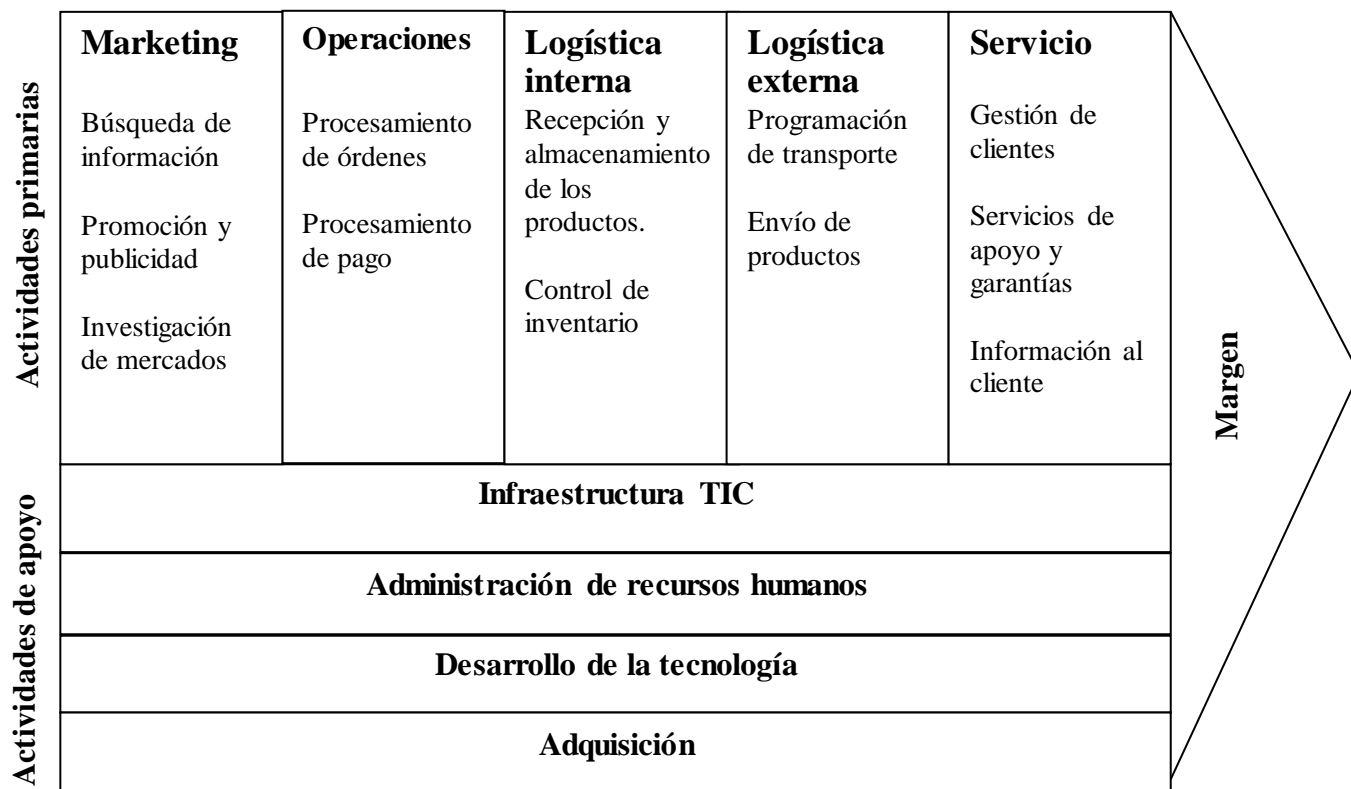 Actividades primarias
Marketing
Búsqueda de
información
Promoción y
publicidad
Investigación
de mercados
Operaciones
Procesamiento
de órdenes
Procesamiento
de pago
Logística
interna
Recepción y
almacenamiento
de los
productos.
Control de
inventario
Logística
externa
Programación
de transporte
Envío de
productos
Servicio
Gestión de
clientes
Servicios de
apoyo y
garantías
Información al
cliente
Margen
Actividades de apoyo
Infraestructura TIC
Administración de recursos humanos
Desarrollo de la tecnología
Adquisición